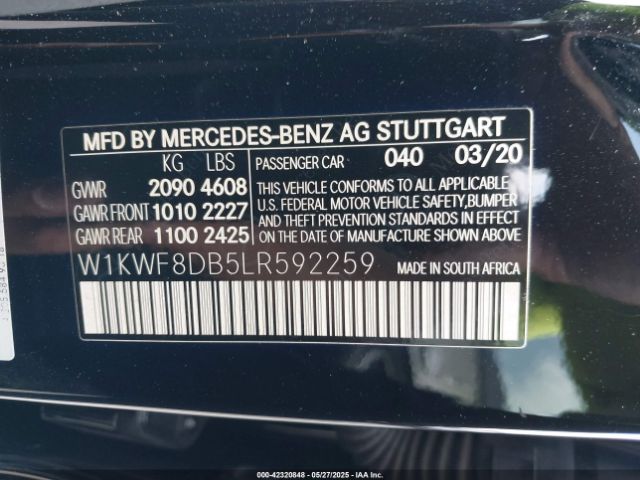 MFD BY MERCEDES-BENZ AG STUTTGART
KG LBS
GVWR 2090 4608
GAWR FRONT 1010 2227
GAWR REAR 1100 2425
PASSENGER CAR 040 03/20
THIS VEHICLE CONFORMS TO ALL APPLICABLE
U.S. FEDERAL MOTOR VEHICLE SAFETY,BUMPER
AND THEFT PREVENTION STANDARDS IN EFFECT
ON THE DATE OF MANUFACTURE SHOWN ABOVE.
W1KWF8DB5LR592259 MADE IN SOUTH AFRICA
000-42320848 | 05/27/2025 | IAA Inc.